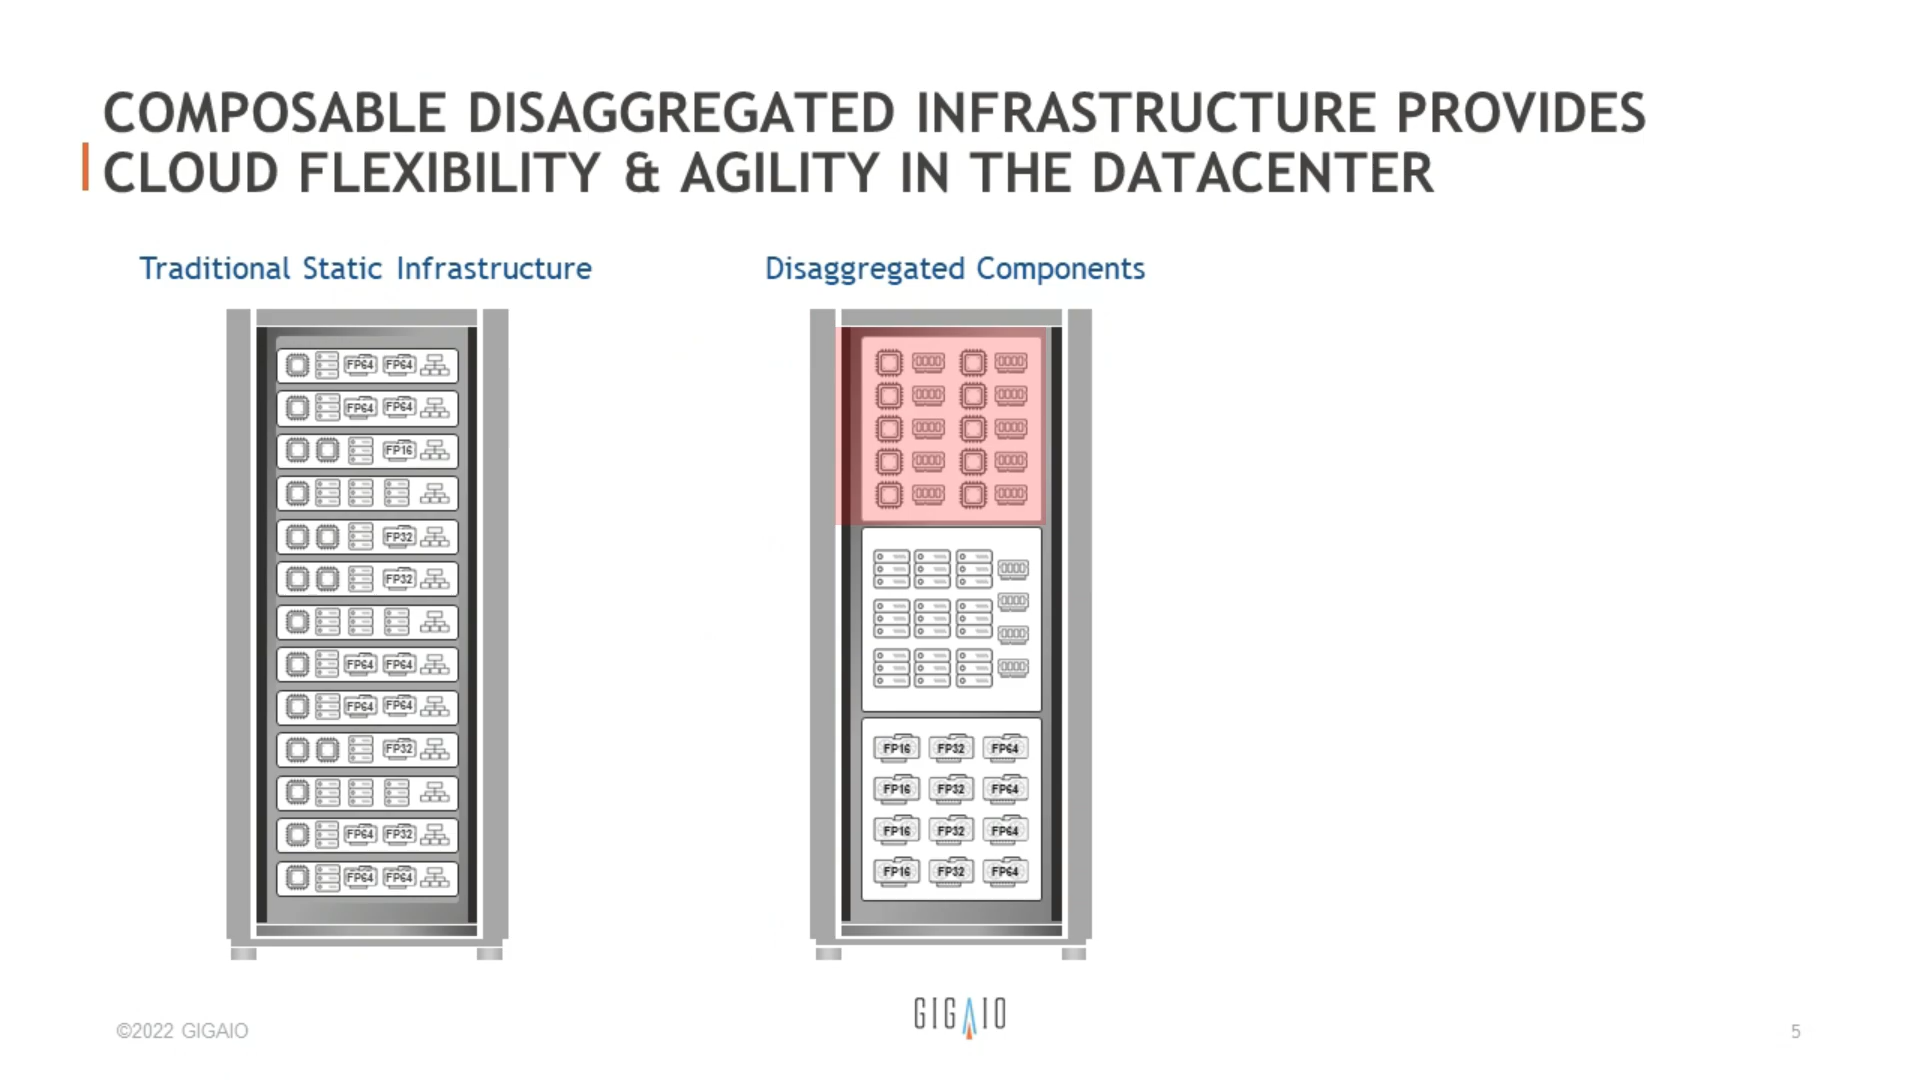 COMPOSABLE DISAGGREGATED INFRASTRUCTURE PROVIDES
CLOUD FLEXIBILITY & AGILITY IN THE DATACENTER
Traditional Static Infrastructure
Disaggregated Components
FP64 FP64
FP64 FP64
FP16
FP32
FP32
FP64 FP64
FP64 FP64
FP32
FP64 FP32
FP64 FP64
FP16 FP32 FP64
FP16 FP32 FP64
FP16 FP32 FP64
FP16 FP32 FP64
©2022 GIGAIO
GIGAIO
5